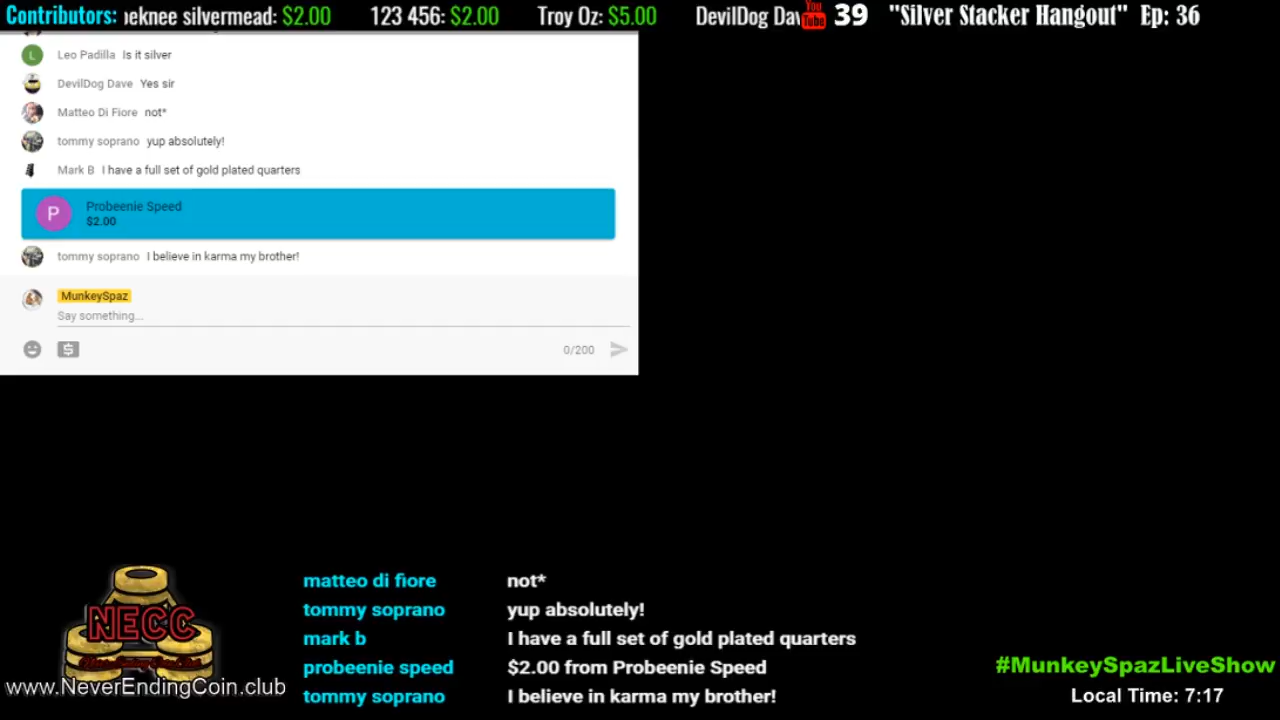 Contributors: eknee silvermead: $2.00 123 456: $2.00 Troy Oz: $5.00 DevilDog Dav You Tube 39 "Silver Stacker Hangout" Ep: 36
L Leo Padilla Is it silver
DevilDog Dave Yes sir
Matteo Di Fiore not*
tommy soprano yup absolutely!
Mark B I have a full set of gold plated quarters
P Probeenie Speed
$2.00
tommy soprano I believe in karma my brother!
MunkeySpaz
Say something...
0/200
matteo di fiore not*
tommy soprano yup absolutely!
mark b I have a full set of gold plated quarters
probeenie speed $2.00 from Probeenie Speed
tommy soprano I believe in karma my brother!
NECC
www.NeverEndingCoin.club
#MunkeySpazLiveShow
Local Time: 7:17